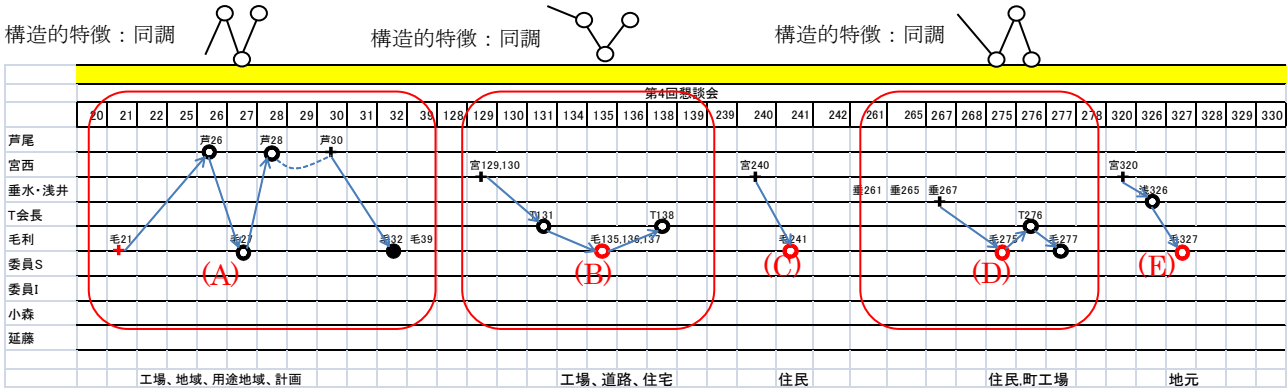 構造的特徴：同調
構造的特徴：同調
構造的特徴：同調
第4回懇談会
20 21 22 25 26 27 28 30 31 32 39 128 129 130 131 134 135 136 138 139 239 240 241 242 261 265 267 268 275 276 277 278 320 326 327 328 329 330
芦尾 芦26 芦28 芦30
宮西 宮129,130 宮240 宮320
垂水・浅井 垂261 垂265 垂267 浅326
T会長 T131 T138 T276
毛利 毛21 毛27 毛32 毛39 毛135,136,137 毛241 毛275 毛277 毛327
委員S (A) (B) (C) (D) (E)
委員I
小森
延藤
工場、地域、用途地域、計画 工場、道路、住宅 住民 住民,町工場 地元